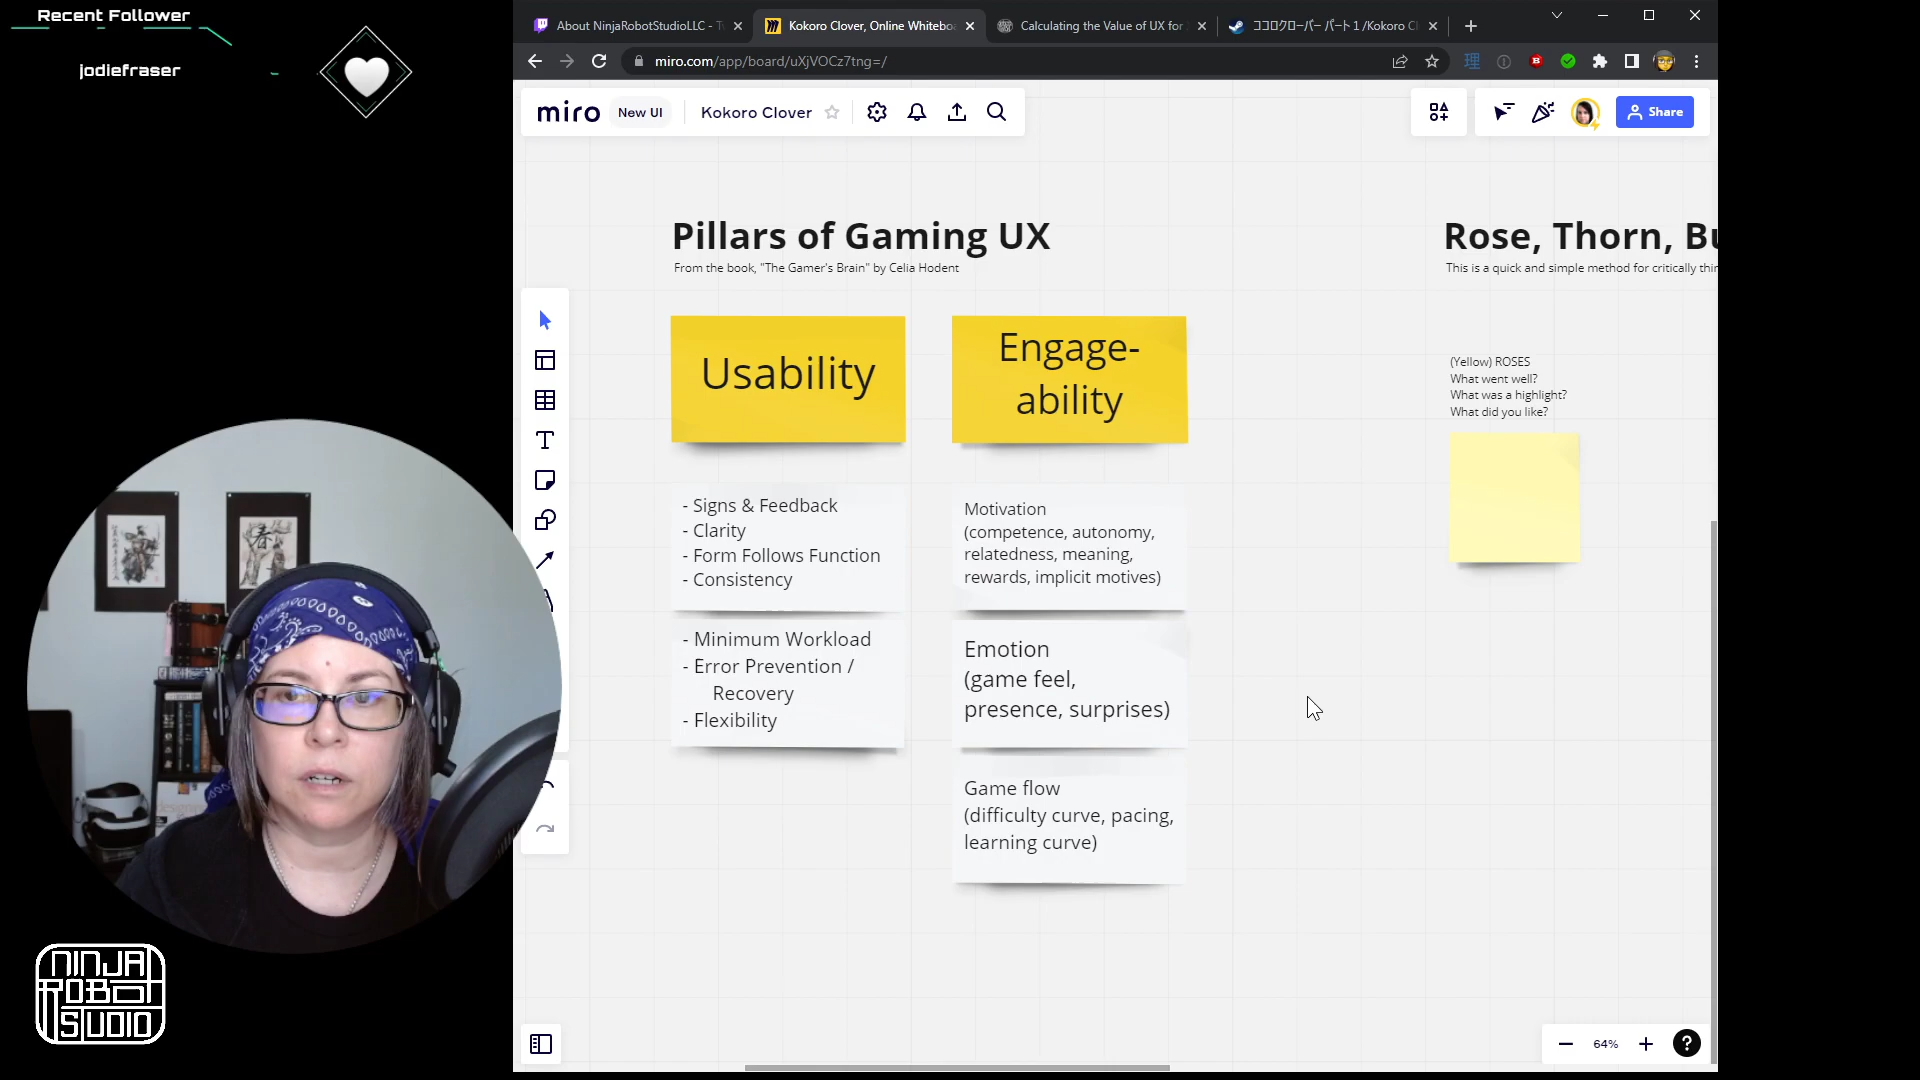 Recent Follower
jodiefraser
About NinjaRobotStudioLLC - Tw
Kokoro Clover, Online Whiteboa
Calculating the Value of UX for
ココロクローバー パート1/Kokoro Cl
miro.com/app/board/uXjVOCz7tng=/
miro
New UI
Kokoro Clover
Share
Pillars of Gaming UX
From the book, "The Gamer's Brain" by Celia Hodent
Usability
- Signs & Feedback
- Clarity
- Form Follows Function
- Consistency
- Minimum Workload
- Error Prevention /
Recovery
- Flexibility
Engage-
ability
Motivation
(competence, autonomy,
relatedness, meaning,
rewards, implicit motives)
Emotion
(game feel,
presence, surprises)
Game flow
(difficulty curve, pacing,
learning curve)
Rose, Thorn, Bu
This is a quick and simple method for critically thin
(Yellow) ROSES
What went well?
What was a highlight?
What did you like?
64%
NINJA
ROBOT
STUDIO